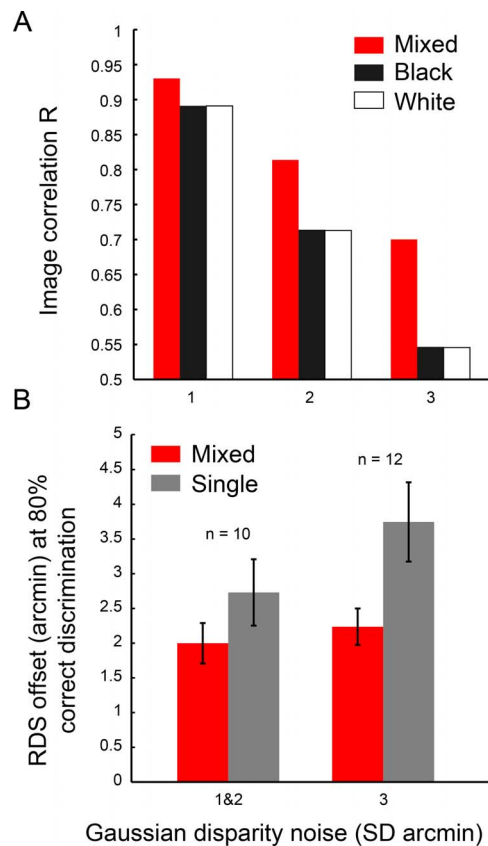 A
Image correlation R
1
0.95
0.9
0.85
0.8
0.75
0.7
0.65
0.6
0.55
0.5
Mixed
Black
White
1 2 3
B
RDS offset (arcmin) at 80%
correct discrimination
5
4.5
4
3.5
3
2.5
2
1.5
1
0.5
0
Mixed
Single
n = 10
n = 12
1&2 3
Gaussian disparity noise (SD arcmin)